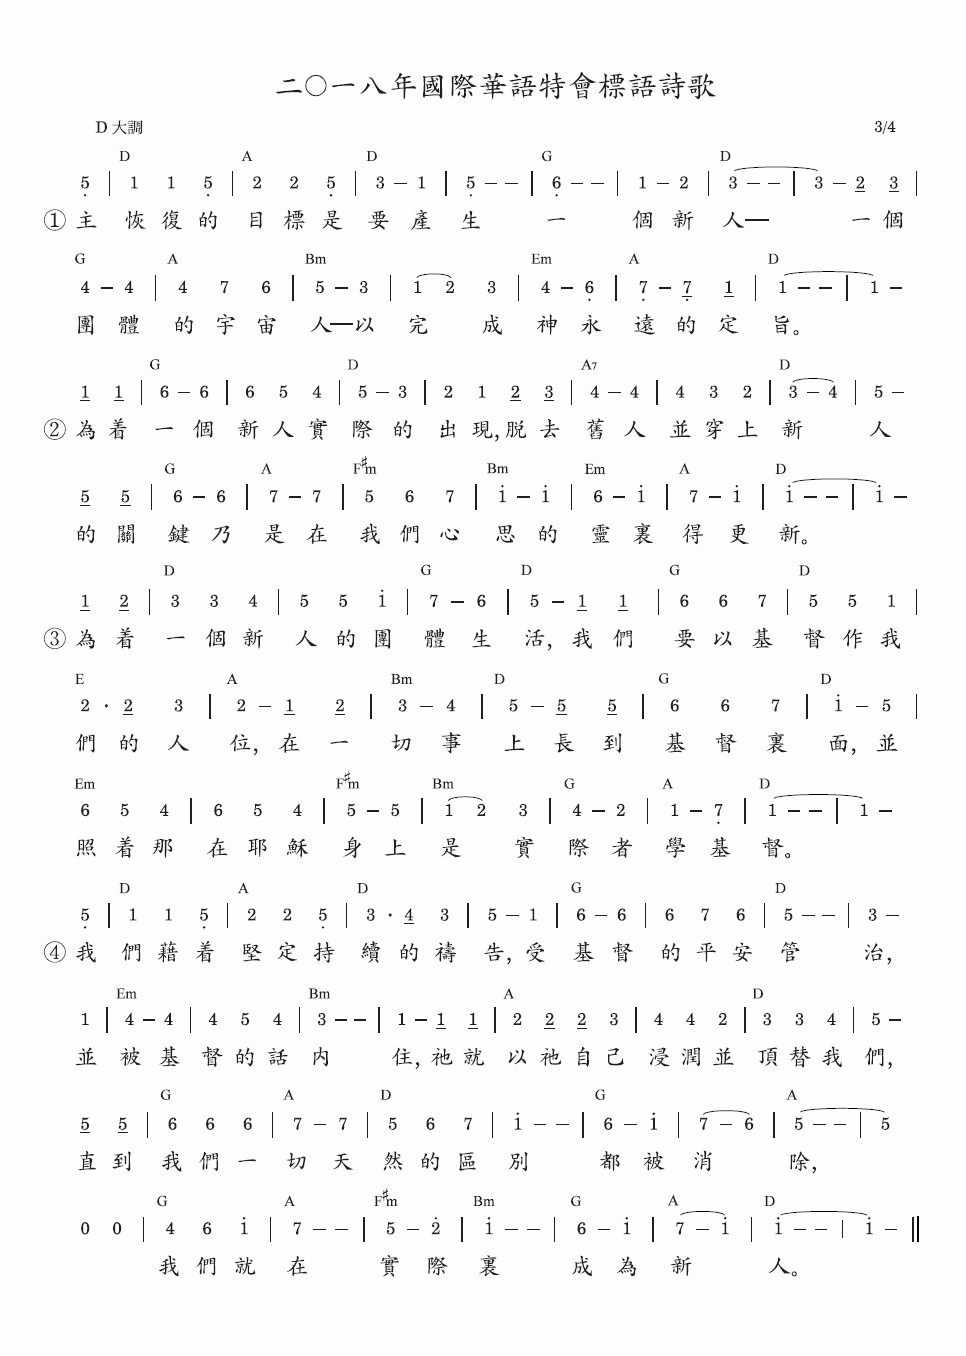 二〇一八年國際華語特會標語詩歌
D 大調 3/4
D A D G D
5̣ | 1 1 5̣ | 2 2 5̣ | 3 – 1 | 5̣ – – | 6̣ – – | 1 – 2 | 3 – – | 3 – 2 3 |
① 主 恢 復 的 目 標 是 要 產 生 一 個 新 人— 一 個
G A Bm Em A D
4 – 4 | 4 7 6 | 5 – 3 | 1 2 3 | 4 – 6̣ | 7̣ – 7̣ 1 | 1 – – | 1 –
團 體 的 宇 宙 人—以 完 成 神 永 遠 的 定 旨。
G D A7 D
1 1 | 6 – 6 | 6 5 4 | 5 – 3 | 2 1 2 3 | 4 – 4 | 4 3 2 | 3 – 4 | 5 –
② 為 着 一 個 新 人 實 際 的 出 現, 脫 去 舊 人 並 穿 上 新 人
G A F♯m Bm Em A D
5 5 | 6 – 6 | 7 – 7 | 5 6 7 | 1̇ – 1̇ | 6 – 1̇ | 7 – 1̇ | 1̇ – – | 1̇ –
的 關 鍵 乃 是 在 我 們 心 思 的 靈 裏 得 更 新。
D G D G D
1 2 | 3 3 4 | 5 5 1̇ | 7 – 6 | 5 – 1 1 | 6 6 7 | 5 5 1 |
③ 為 着 一 個 新 人 的 團 體 生 活, 我 們 要 以 基 督 作 我
E A Bm D G D
2 · 2 3 | 2 – 1 2 | 3 – 4 | 5 – 5 5 | 6 6 7 | 1̇ – 5 |
們 的 人 位, 在 一 切 事 上 長 到 基 督 裏 面, 並
Em F♯m Bm G A D
6 5 4 | 6 5 4 | 5 – 5 | 1 2 3 | 4 – 2 | 1 – 7̣ | 1 – – | 1 –
照 着 那 在 耶 穌 身 上 是 實 際 者 學 基 督。
D A D G D
5̣ | 1 1 5̣ | 2 2 5̣ | 3 · 4 3 | 5 – 1 | 6 – 6 | 6 7 6 | 5 – – | 3 –
④ 我 們 藉 着 堅 定 持 續 的 禱 告, 受 基 督 的 平 安 管 治,
Em Bm A D
1 | 4 – 4 | 4 5 4 | 3 – – | 1 – 1 1 | 2 2 2 3 | 4 4 2 | 3 3 4 | 5 –
並 被 基 督 的 話 內 住, 祂 就 以 祂 自 己 浸 潤 並 頂 替 我 們,
G A D G A
5 5 | 6 6 6 | 7 – 7 | 5 6 7 | 1̇ – – | 6 – 1̇ | 7 – 6 | 5 – – | 5
直 到 我 們 一 切 天 然 的 區 別 都 被 消 除,
G A F♯m Bm G A D
0 0 | 4 6 1̇ | 7 – – | 5 – 2̇ | 1̇ – – | 6 – 1̇ | 7 – 1̇ | 1̇ – – | 1̇ – ||
我 們 就 在 實 際 裏 成 為 新 人。